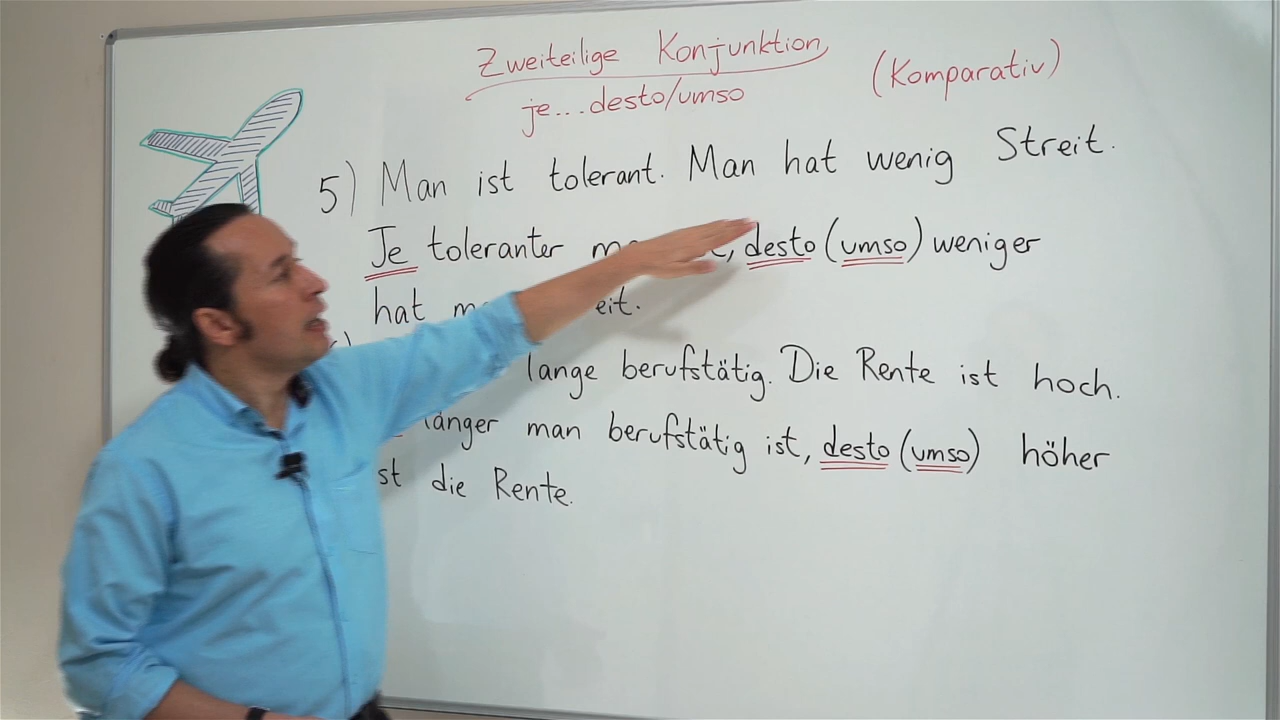 Zweiteilige Konjunktion
(Komparativ)
je...desto/umso
5) Man ist tolerant. Man hat wenig Streit.
Je toleranter desto (umso) weniger
hat
lange berufstätig. Die Rente ist hoch.
länger man berufstätig ist, desto (umso) höher
die Rente.